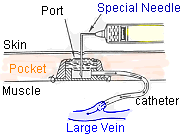 Port
Special Needle
Skin
Pocket
Muscle
catheter
Large Vein